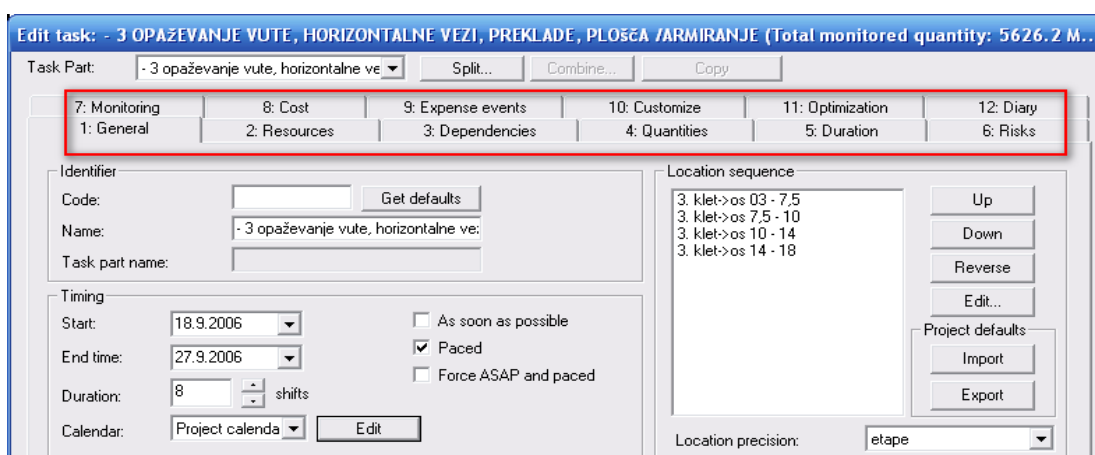 Edit task: - 3 OPAžEVANJE VUTE, HORIZONTALNE VEZI, PREKLADE, PLOščA /ARMIRANJE (Total monitored quantity: 5626.2 M..
Task Part: - 3 opaževanje vute, horizontalne ve Split... Combine... Copy
7: Monitoring 8: Cost 9: Expense events 10: Customize 11: Optimization 12: Diary
1: General 2: Resources 3: Dependencies 4: Quantities 5: Duration 6: Risks
Identifier
Code: Get defaults
Name: - 3 opaževanje vute, horizontalne ve:
Task part name:
Timing
Start: 18.9.2006 As soon as possible
End time: 27.9.2006 Paced
Force ASAP and paced
Duration: 8 shifts
Calendar: Project calenda Edit
Location sequence
3. klet->os 03 - 7,5
3. klet->os 7,5 - 10
3. klet->os 10 - 14
3. klet->os 14 - 18
Up
Down
Reverse
Edit...
Project defaults
Import
Export
Location precision: etape